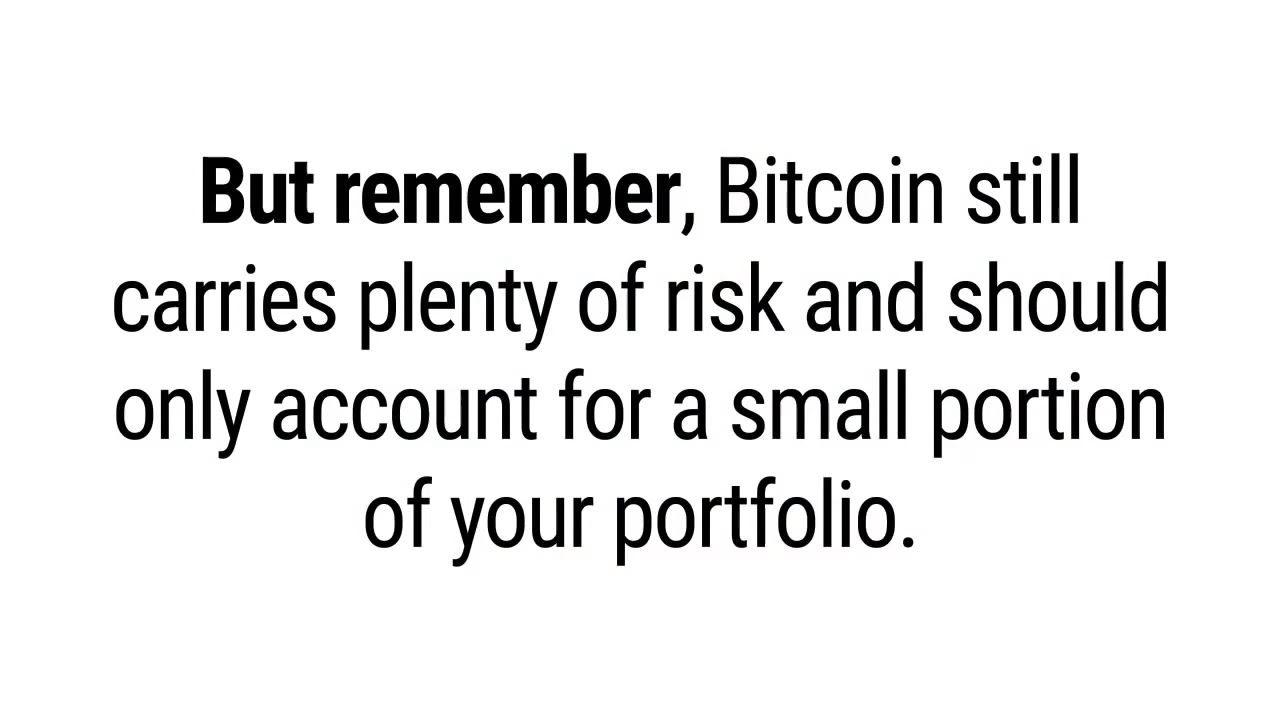 But remember, Bitcoin still
carries plenty of risk and should
only account for a small portion
of your portfolio.